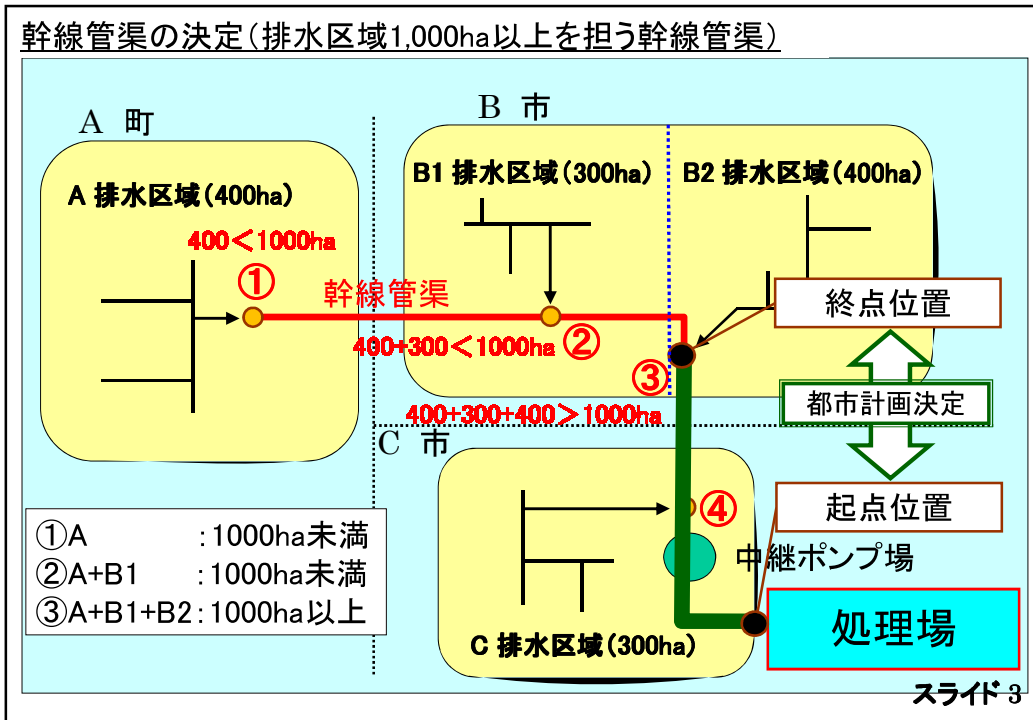 幹線管渠の決定(排水区域1,000ha以上を担う幹線管渠)
A 町
B 市
A 排水区域(400ha)
B1 排水区域(300ha)
B2 排水区域(400ha)
400<1000ha
①
幹線管渠
400+300<1000ha
②
③
400+300+400>1000ha
終点位置
都市計画決定
起点位置
C 市
④
中継ポンプ場
C 排水区域(300ha)
処理場
①A :1000ha未満
②A+B1 :1000ha未満
③A+B1+B2:1000ha以上
スライド 3